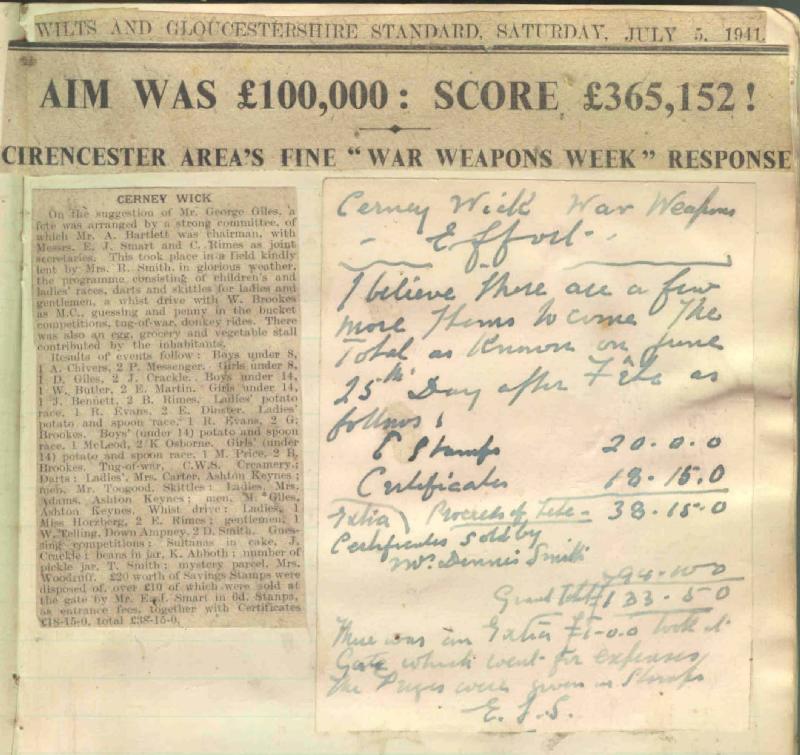 WILTS AND GLOUCESTERSHIRE STANDARD, SATURDAY, JULY 5, 1941.
AIM WAS £100,000: SCORE £365,152!
CIRENCESTER AREA'S FINE "WAR WEAPONS WEEK" RESPONSE
CERNEY WICK
On the suggestion of Mr. George Giles, a
fete was arranged by a strong committee, of
which Mr. A. Bartlett was chairman, with
Messrs. E. J. Smart and C. Rimes as joint
secretaries. This took place in a field kindly
lent by Mrs. R. Smith, in glorious weather,
the programme consisting of children's and
ladies' races, darts and skittles for ladies and
gentlemen, a whist drive with W. Brookes
as M.C., guessing and penny in the bucket
competitions, tug-of-war, donkey rides. There
was also an egg, grocery and vegetable stall
contributed by the inhabitants.
Results of events follow: Boys under 8,
1 A. Chivers, 2 P. Messenger. Girls under 8,
1 D. Giles, 2 J. Crackle. Boys under 14,
1 W. Butler, 2 E. Martin. Girls under 14,
1 J. Bennett, 2 B. Rimes. Ladies' potato
race, 1 R. Evans, 2 E. Dinster. Ladies'
potato and spoon race, 1 R. Evans, 2 G.
Brookes. Boys' (under 14) potato and spoon
race, 1 McLeod, 2 K Osborne. Girls' (under
14) potato and spoon race, 1 M. Price, 2 B.
Brookes. Tug-of-war, C.W.S. Creamery.;
Darts: Ladies', Mrs. Carter, Ashton Keynes;
men, Mr. Toogood. Skittles: Ladies, Mrs.
Adams, Ashton Keynes; men, M. Giles,
Ashton Keynes. Whist drive: Ladies, 1
Miss Horzberg, 2 E. Rimes; gentlemen, 1
W. Telling, Down Ampney, 2 D. Smith. Gues-
sing competitions: Sultanas in cake, J.
Crackle; beans in jar, K. Abboth; number of
pickle jar, T. Smith; mystery parcel, Mrs.
Woodruff. £20 worth of Savings Stamps were
disposed of, over £10 of which were sold at
the gate by Mr. E. J. Smart in 6d. Stamps,
as entrance fees, together with Certificates
£18-15-0, total £38-15-0.
Cerney Wick War Weapons
- Effort -
I believe there are a few
more Items to come The
Total as Known on June
25th Day after Fête as
follows:
Stamps 20-0-0
Certificates 18-15.0
Extra Proceeds of Fete - 38-15-0
Certificates sold by
Mr. Dennis Smith
94-10 0
Grand Total £133-5 0
There was an Extra £1-0.0 took at
Gate which went for expenses
The Prizes were given in Stamps
E. J. S.